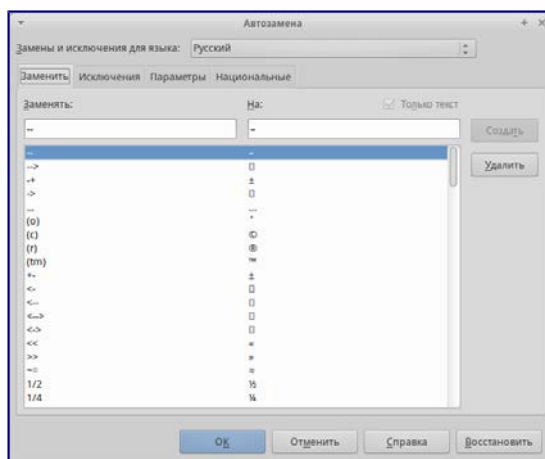 Автозамена
Замены и исключения для языка: Русский
Заменить Исключения Параметры Национальные
Заменять: На: Только текст
-- – Создать
-- –
--> Удалить
-+ ±
->
... …
(o) °
(c) ©
(r) ®
(tm) ™
+- ±
<-
<--
<-->
<->
<< «
>> »
~= ≈
1/2 ½
1/4 ¼
ОК Отменить Справка Восстановить